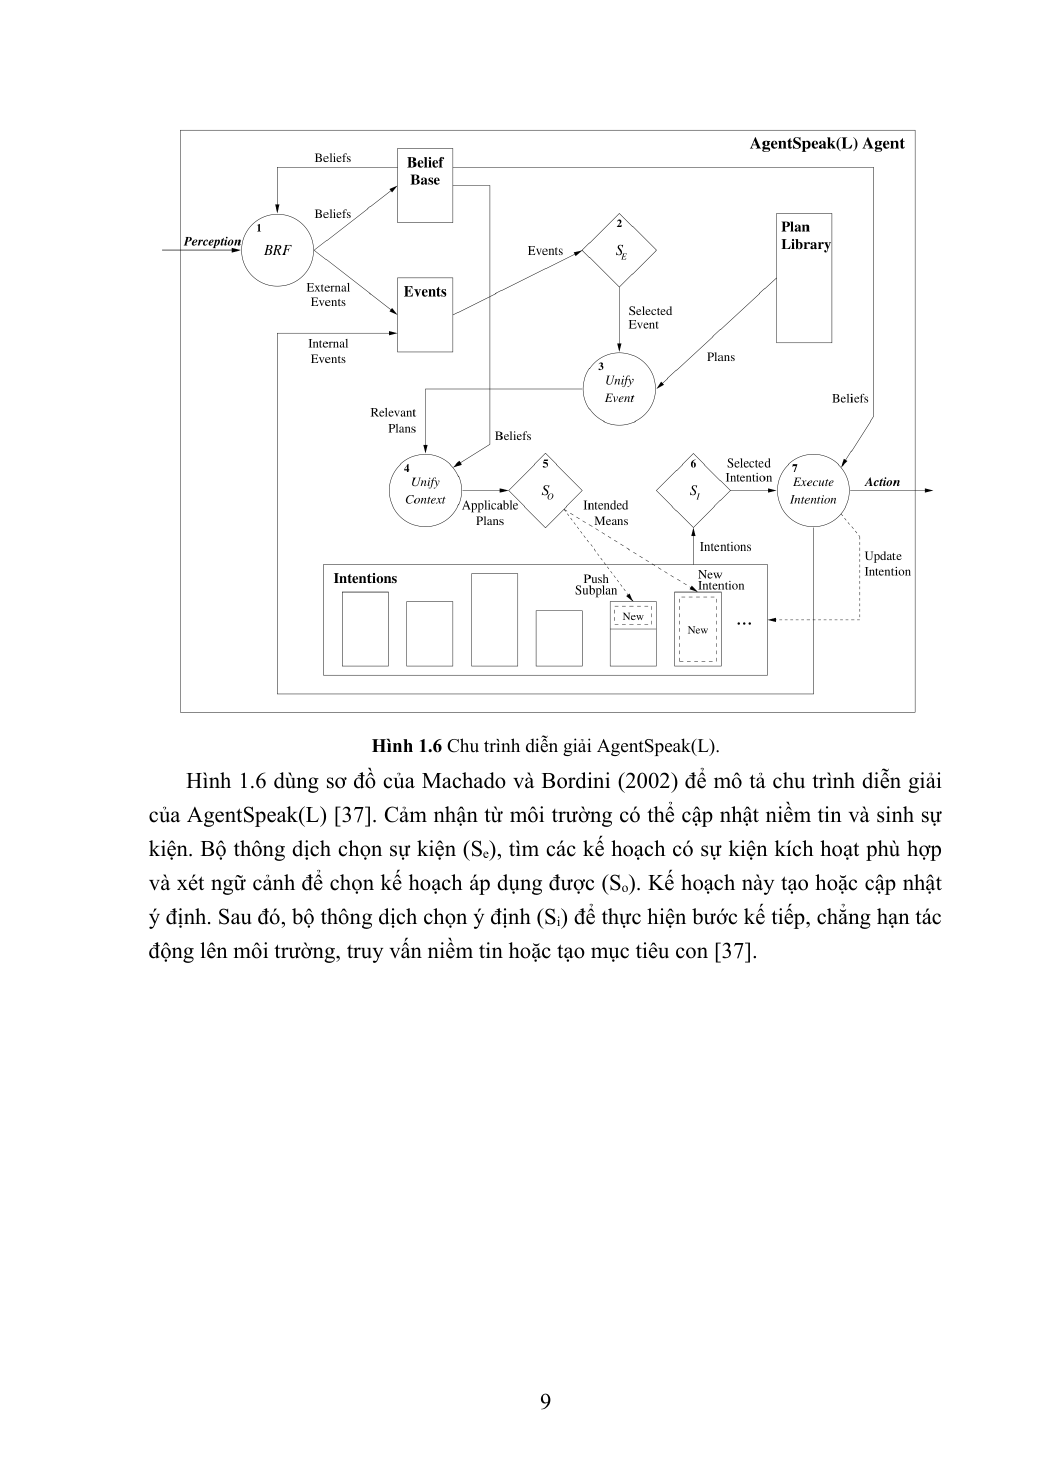 AgentSpeak(L) Agent
Beliefs
Belief
Base
Beliefs
1
BRF
Perception
2
SE
Plan
Library
Events
External
Events
Events
Selected
Event
Internal
Events
3
Unify
Event
Plans
Relevant
Plans
Beliefs
Beliefs
4
Unify
Context
Applicable
Plans
5
SO
Intended
Means
6
SI
Selected
Intention
7
Execute
Intention
Action
Intentions
Update
Intention
Intentions
Push
Subplan
New
Intention
New
New
...
Hình 1.6 Chu trình diễn giải AgentSpeak(L).
Hình 1.6 dùng sơ đồ của Machado và Bordini (2002) để mô tả chu trình diễn giải
của AgentSpeak(L) [37]. Cảm nhận từ môi trường có thể cập nhật niềm tin và sinh sự
kiện. Bộ thông dịch chọn sự kiện (Se), tìm các kế hoạch có sự kiện kích hoạt phù hợp
và xét ngữ cảnh để chọn kế hoạch áp dụng được (So). Kế hoạch này tạo hoặc cập nhật
ý định. Sau đó, bộ thông dịch chọn ý định (Si) để thực hiện bước kế tiếp, chẳng hạn tác
động lên môi trường, truy vấn niềm tin hoặc tạo mục tiêu con [37].
9